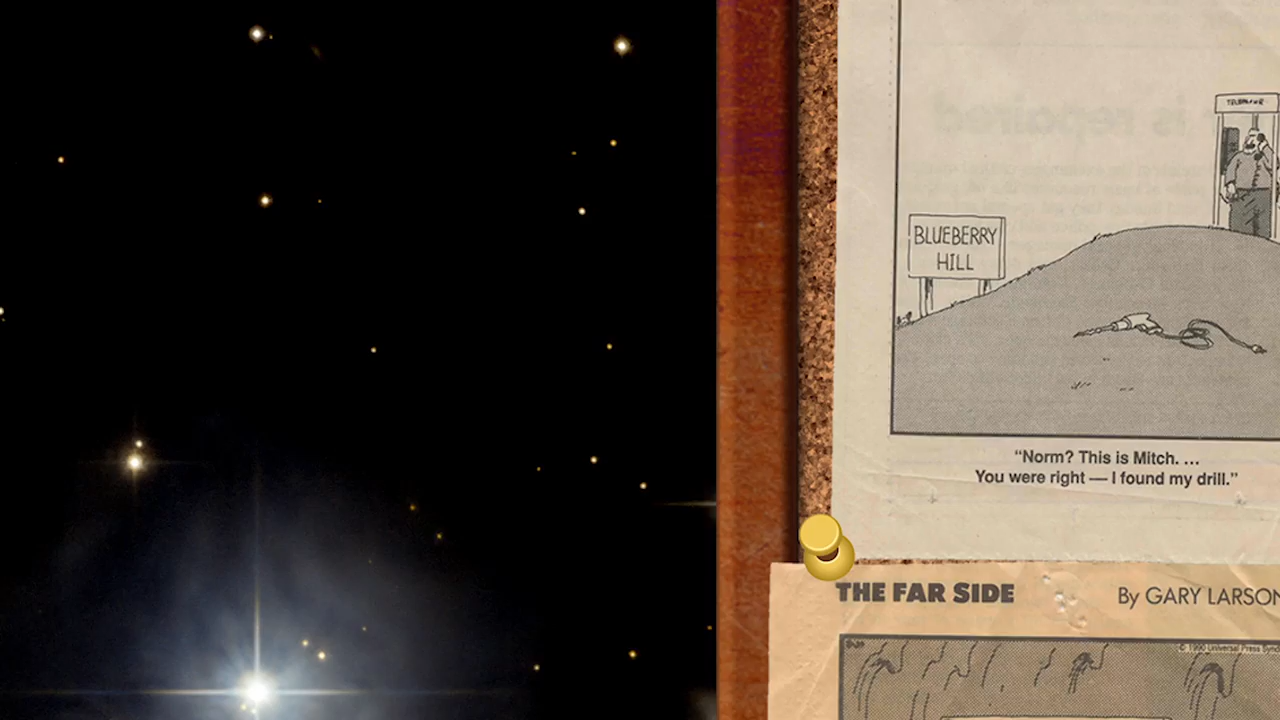 TELEPHONE
BLUEBERRY
HILL
“Norm? This is Mitch. …
You were right — I found my drill.”
THE FAR SIDE
By GARY LARSON